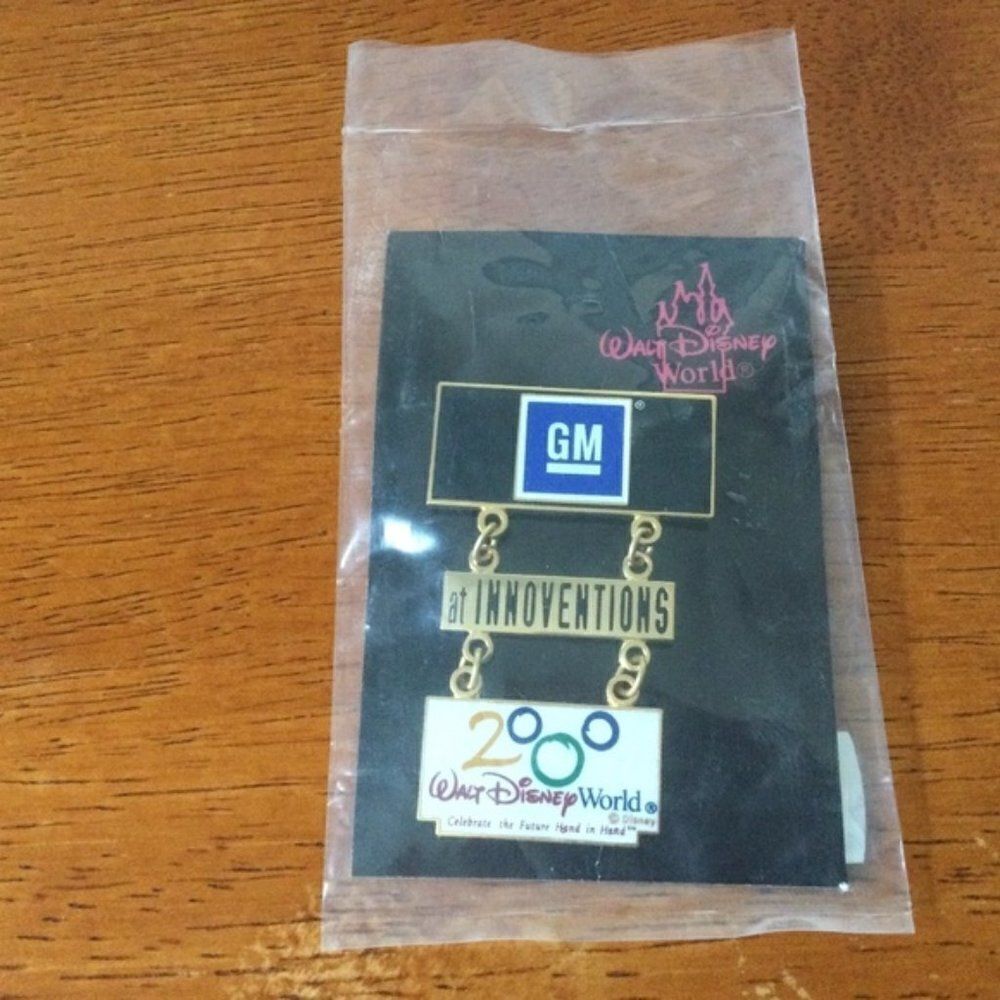 WALT DISNEY
World®
GM®
at INNOVENTIONS
2000
WALT DISNEY World®
© Disney
Celebrate the Future Hand in Hand™